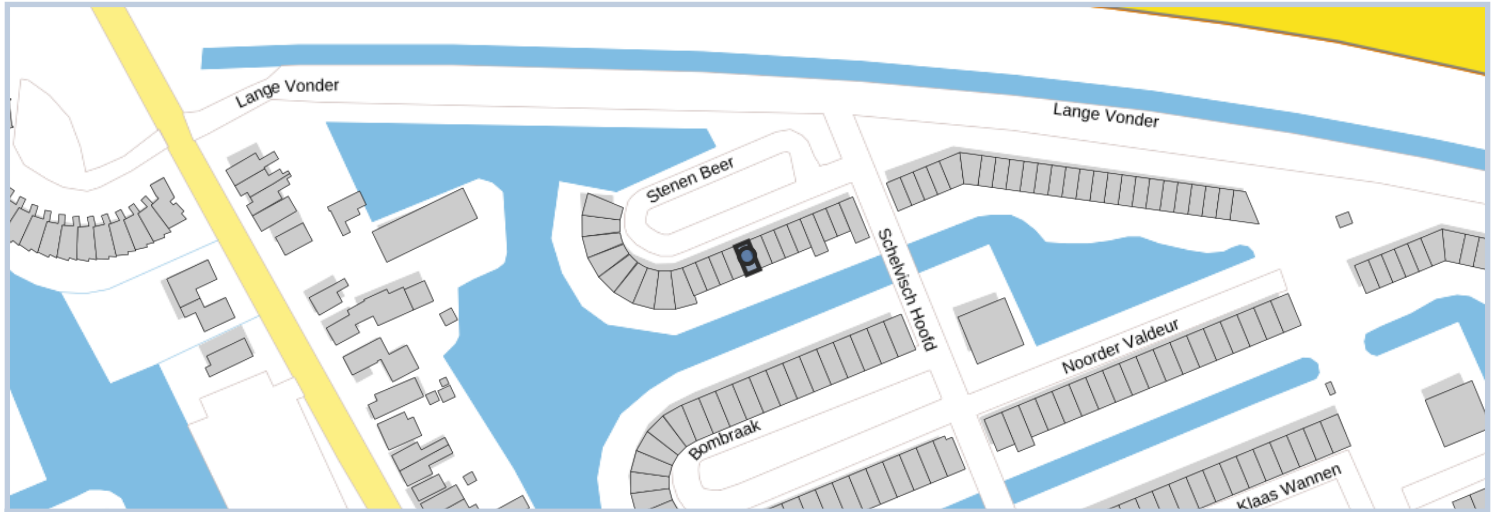 Lange Vonder
Lange Vonder
Stenen Beer
Schelvisch Hoofd
Noorder Valdeur
Bombraak
Klaas Wannen